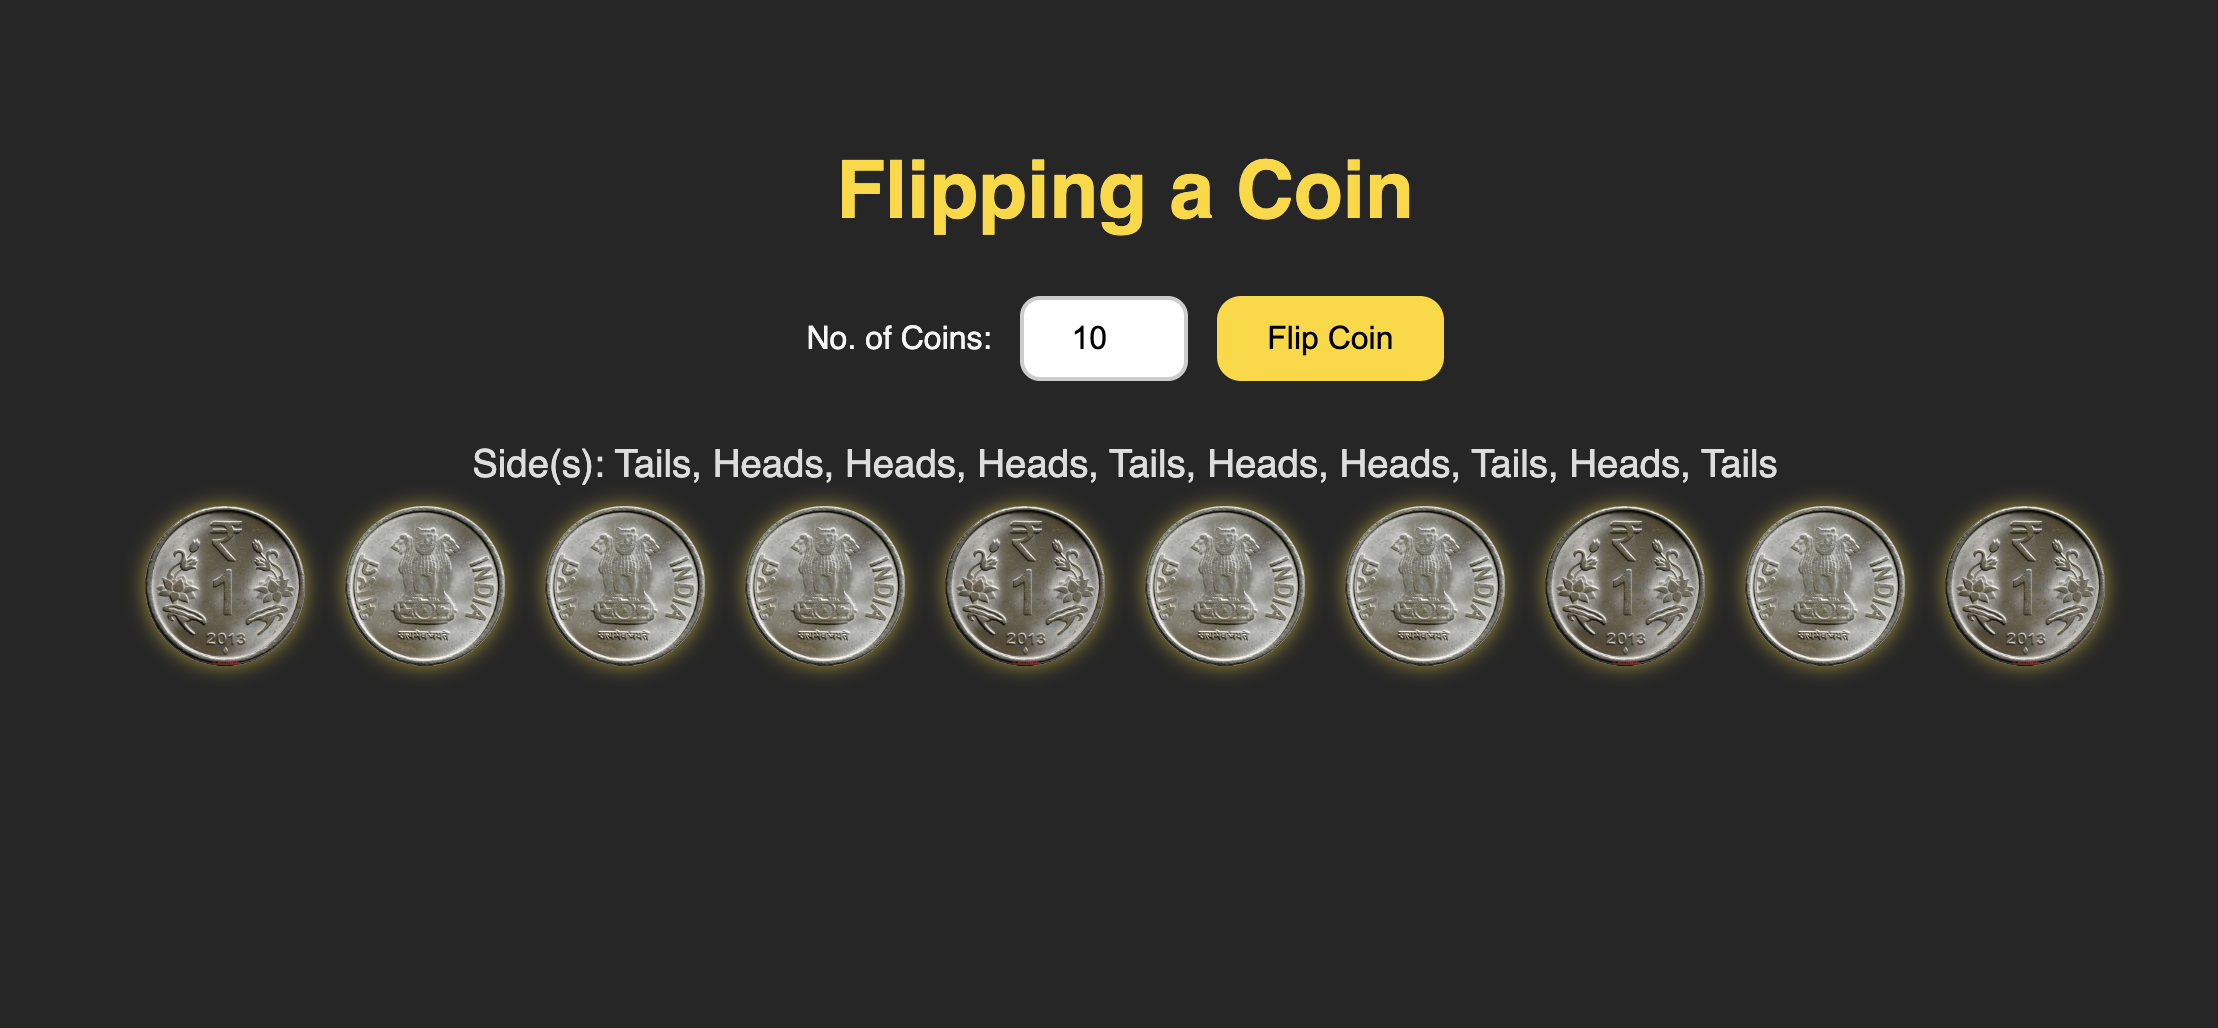 Flipping a Coin
No. of Coins: 10 Flip Coin
Side(s): Tails, Heads, Heads, Heads, Tails, Heads, Heads, Tails, Heads, Tails
₹ भारत INDIA भारत INDIA भारत INDIA ₹ भारत INDIA भारत INDIA ₹ भारत INDIA ₹
1 1 1 1
2013 सत्यमेव जयते सत्यमेव जयते सत्यमेव जयते 2013 सत्यमेव जयते सत्यमेव जयते 2013 सत्यमेव जयते 2013